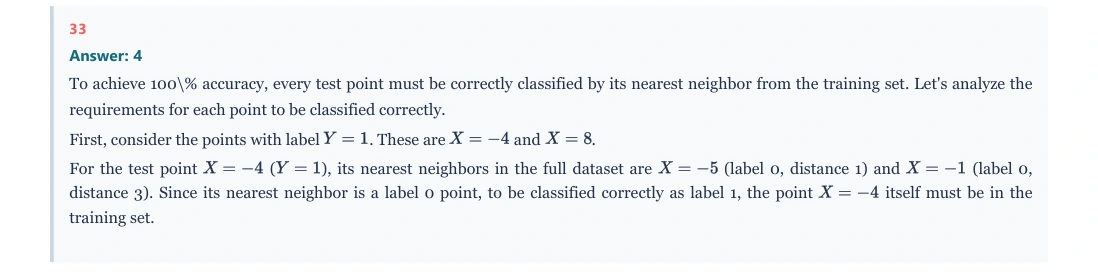 33
Answer: 4
To achieve 100\% accuracy, every test point must be correctly classified by its nearest neighbor from the training set. Let's analyze the
requirements for each point to be classified correctly.
First, consider the points with label Y = 1. These are X = −4 and X = 8.
For the test point X = −4 (Y = 1), its nearest neighbors in the full dataset are X = −5 (label 0, distance 1) and X = −1 (label 0,
distance 3). Since its nearest neighbor is a label 0 point, to be classified correctly as label 1, the point X = −4 itself must be in the
training set.